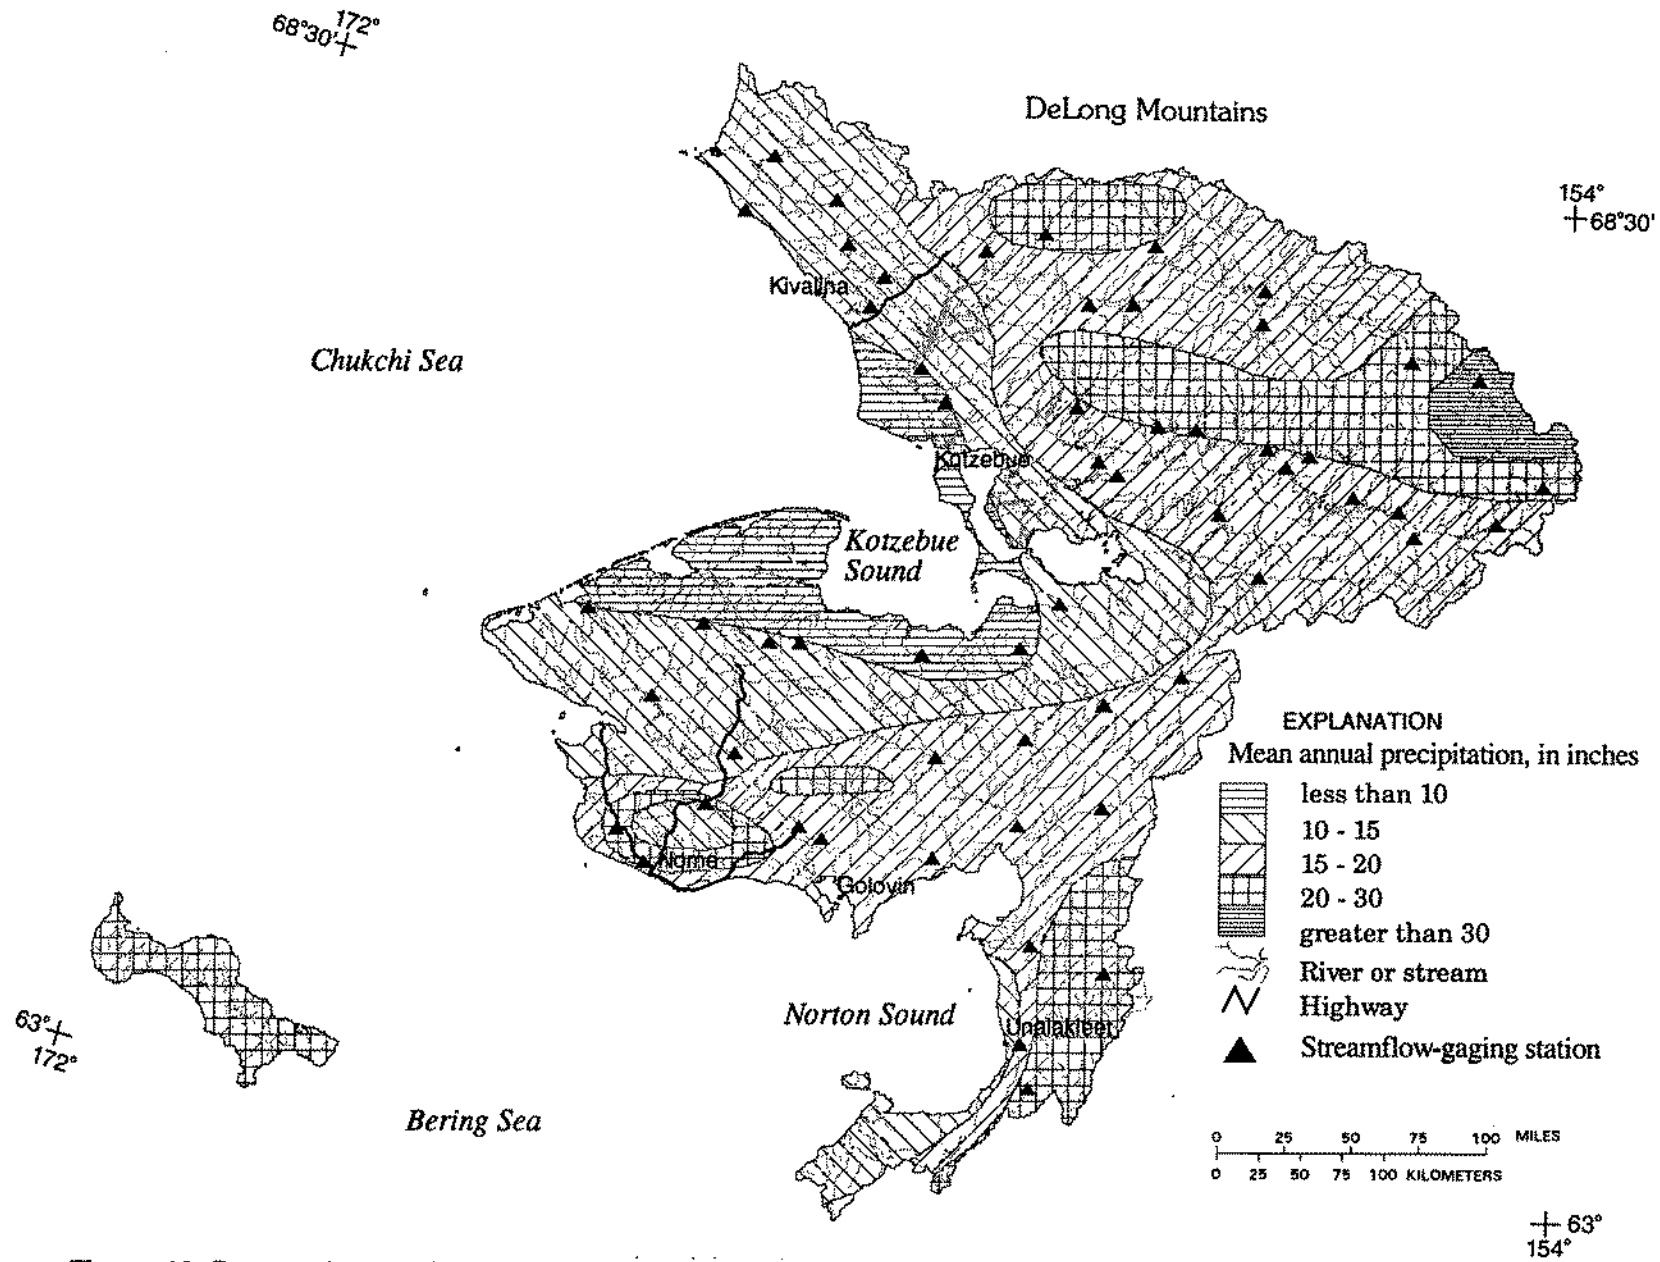 172°
68°30'
DeLong Mountains
154°
68°30'
Kivalina
Chukchi Sea
Kotzebue
Kotzebue
Sound
EXPLANATION
Mean annual precipitation, in inches
less than 10
10 - 15
15 - 20
20 - 30
greater than 30
River or stream
Highway
Streamflow-gaging station
Nome
Golovin
Norton Sound
Unalakleet
63°
172°
Bering Sea
0 25 50 75 100 MILES
0 25 50 75 100 KILOMETERS
63°
154°